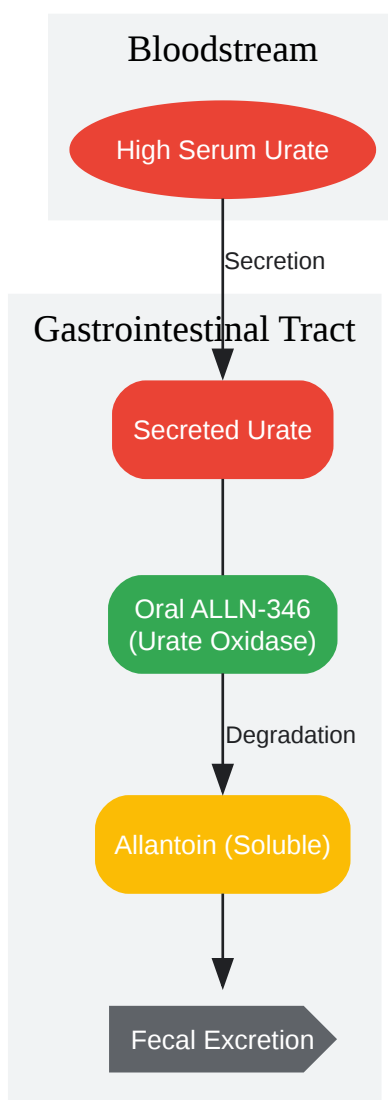 Bloodstream
High Serum Urate
Secretion
Gastrointestinal Tract
Secreted Urate
Oral ALLN-346
(Urate Oxidase)
Degradation
Allantoin (Soluble)
Fecal Excretion